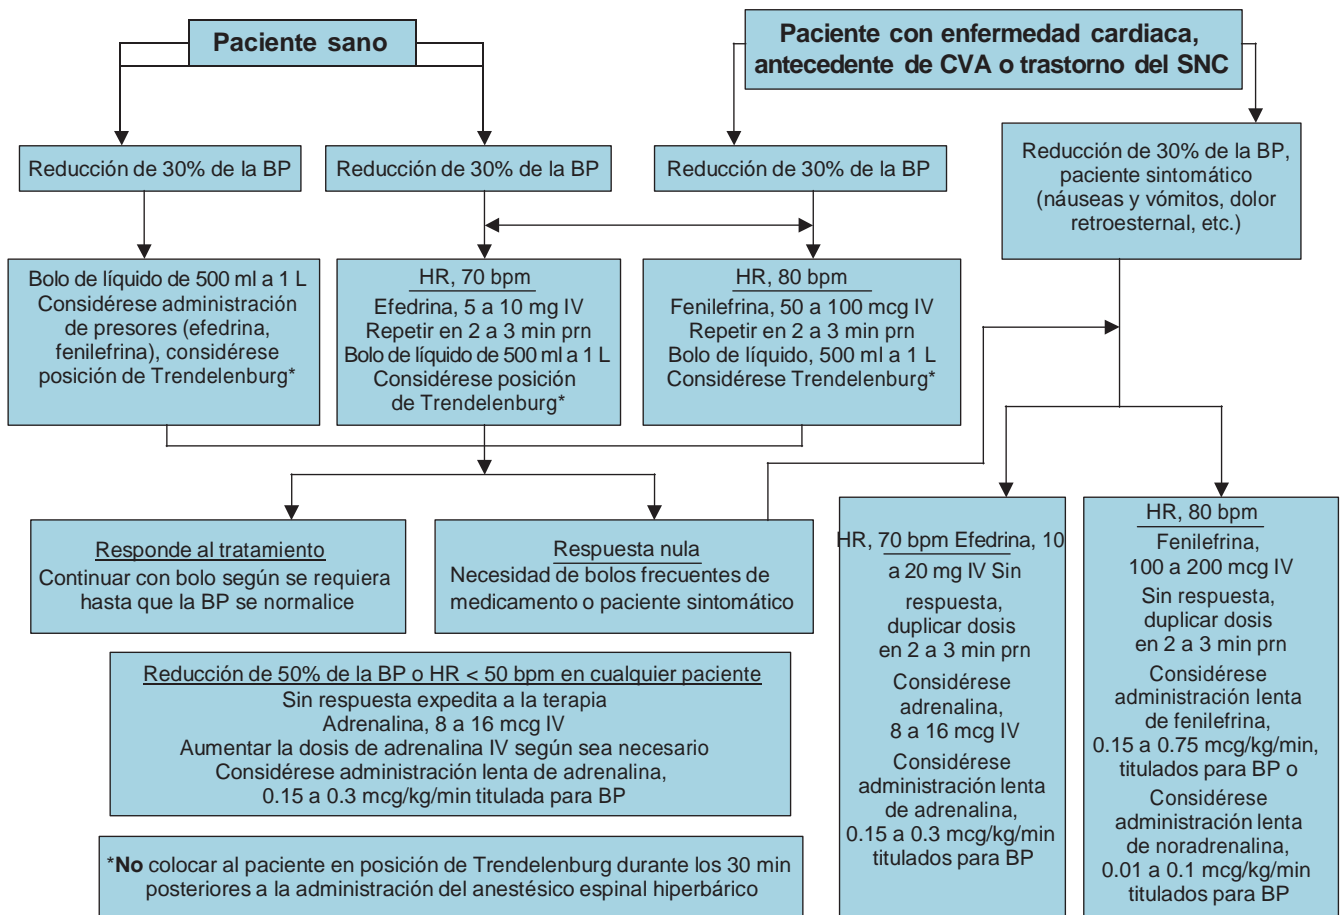 Paciente sano
Paciente con enfermedad cardiaca,
antecedente de CVA o trastorno del SNC
Reducción de 30% de la BP
Reducción de 30% de la BP
Reducción de 30% de la BP
Reducción de 30% de la BP,
paciente sintomático
(náuseas y vómitos, dolor
retroesternal, etc.)
Bolo de líquido de 500 ml a 1 L
Considérese administración
de presores (efedrina,
fenilefrina), considérese
posición de Trendelenburg*
HR, 70 bpm
Efedrina, 5 a 10 mg IV
Repetir en 2 a 3 min prn
Bolo de líquido de 500 ml a 1 L
Considérese posición
de Trendelenburg*
HR, 80 bpm
Fenilefrina, 50 a 100 mcg IV
Repetir en 2 a 3 min prn
Bolo de líquido, 500 ml a 1 L
Considérese Trendelenburg*
Responde al tratamiento
Continuar con bolo según se requiera
hasta que la BP se normalice
Respuesta nula
Necesidad de bolos frecuentes de
medicamento o paciente sintomático
HR, 70 bpm Efedrina, 10
a 20 mg IV Sin
respuesta,
duplicar dosis
en 2 a 3 min prn
Considérese
adrenalina,
8 a 16 mcg IV
Considérese
administración lenta
de adrenalina,
0.15 a 0.3 mcg/kg/min
titulados para BP
HR, 80 bpm
Fenilefrina,
100 a 200 mcg IV
Sin respuesta,
duplicar dosis
en 2 a 3 min prn
Considérese
administración lenta
de fenilefrina,
0.15 a 0.75 mcg/kg/min,
titulados para BP o
Considérese
administración lenta
de noradrenalina,
0.01 a 0.1 mcg/kg/min
titulados para BP
Reducción de 50% de la BP o HR < 50 bpm en cualquier paciente
Sin respuesta expedita a la terapia
Adrenalina, 8 a 16 mcg IV
Aumentar la dosis de adrenalina IV según sea necesario
Considérese administración lenta de adrenalina,
0.15 a 0.3 mcg/kg/min titulada para BP
*No colocar al paciente en posición de Trendelenburg durante los 30 min
posteriores a la administración del anestésico espinal hiperbárico